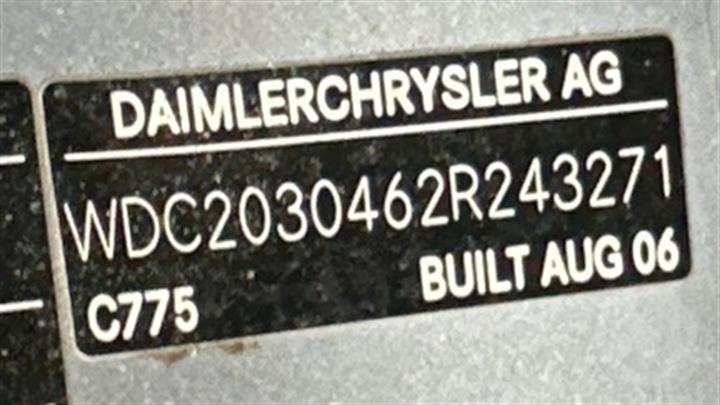 DAIMLERCHRYSLER AG
WDC2030462R243271
C775 BUILT AUG 06